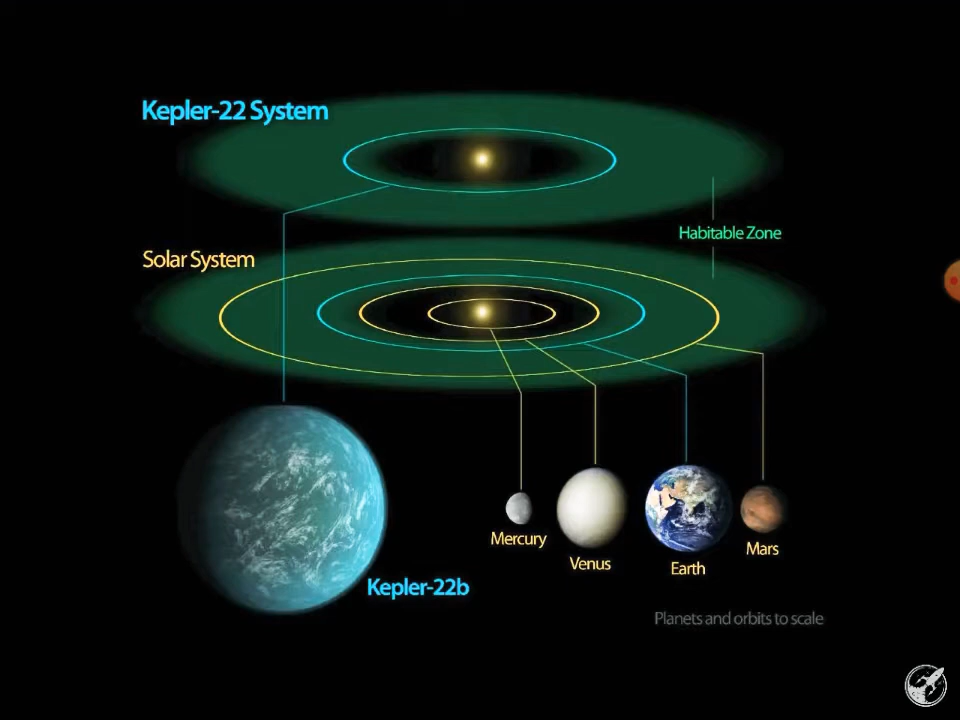 Kepler-22 System
Habitable Zone
Solar System
Kepler-22b
Mercury
Venus
Earth
Mars
Planets and orbits to scale